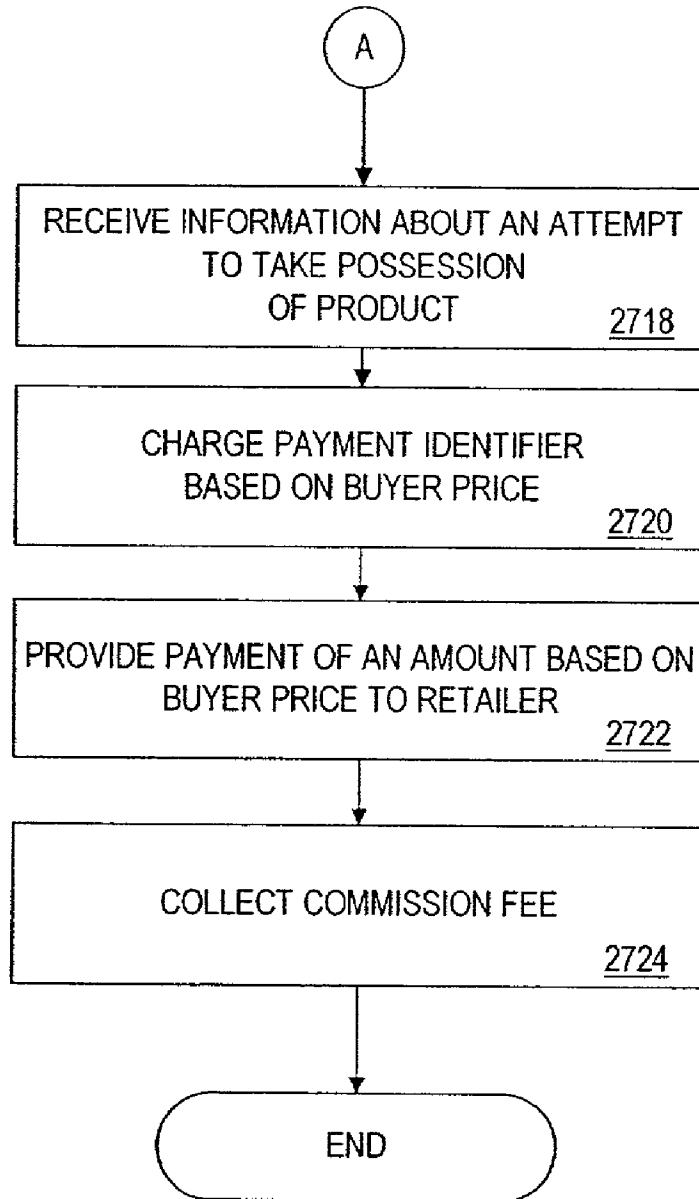 A
RECEIVE INFORMATION ABOUT AN ATTEMPT
TO TAKE POSSESSION
OF PRODUCT
2718
CHARGE PAYMENT IDENTIFIER
BASED ON BUYER PRICE
2720
PROVIDE PAYMENT OF AN AMOUNT BASED ON
BUYER PRICE TO RETAILER
2722
COLLECT COMMISSION FEE
2724
END